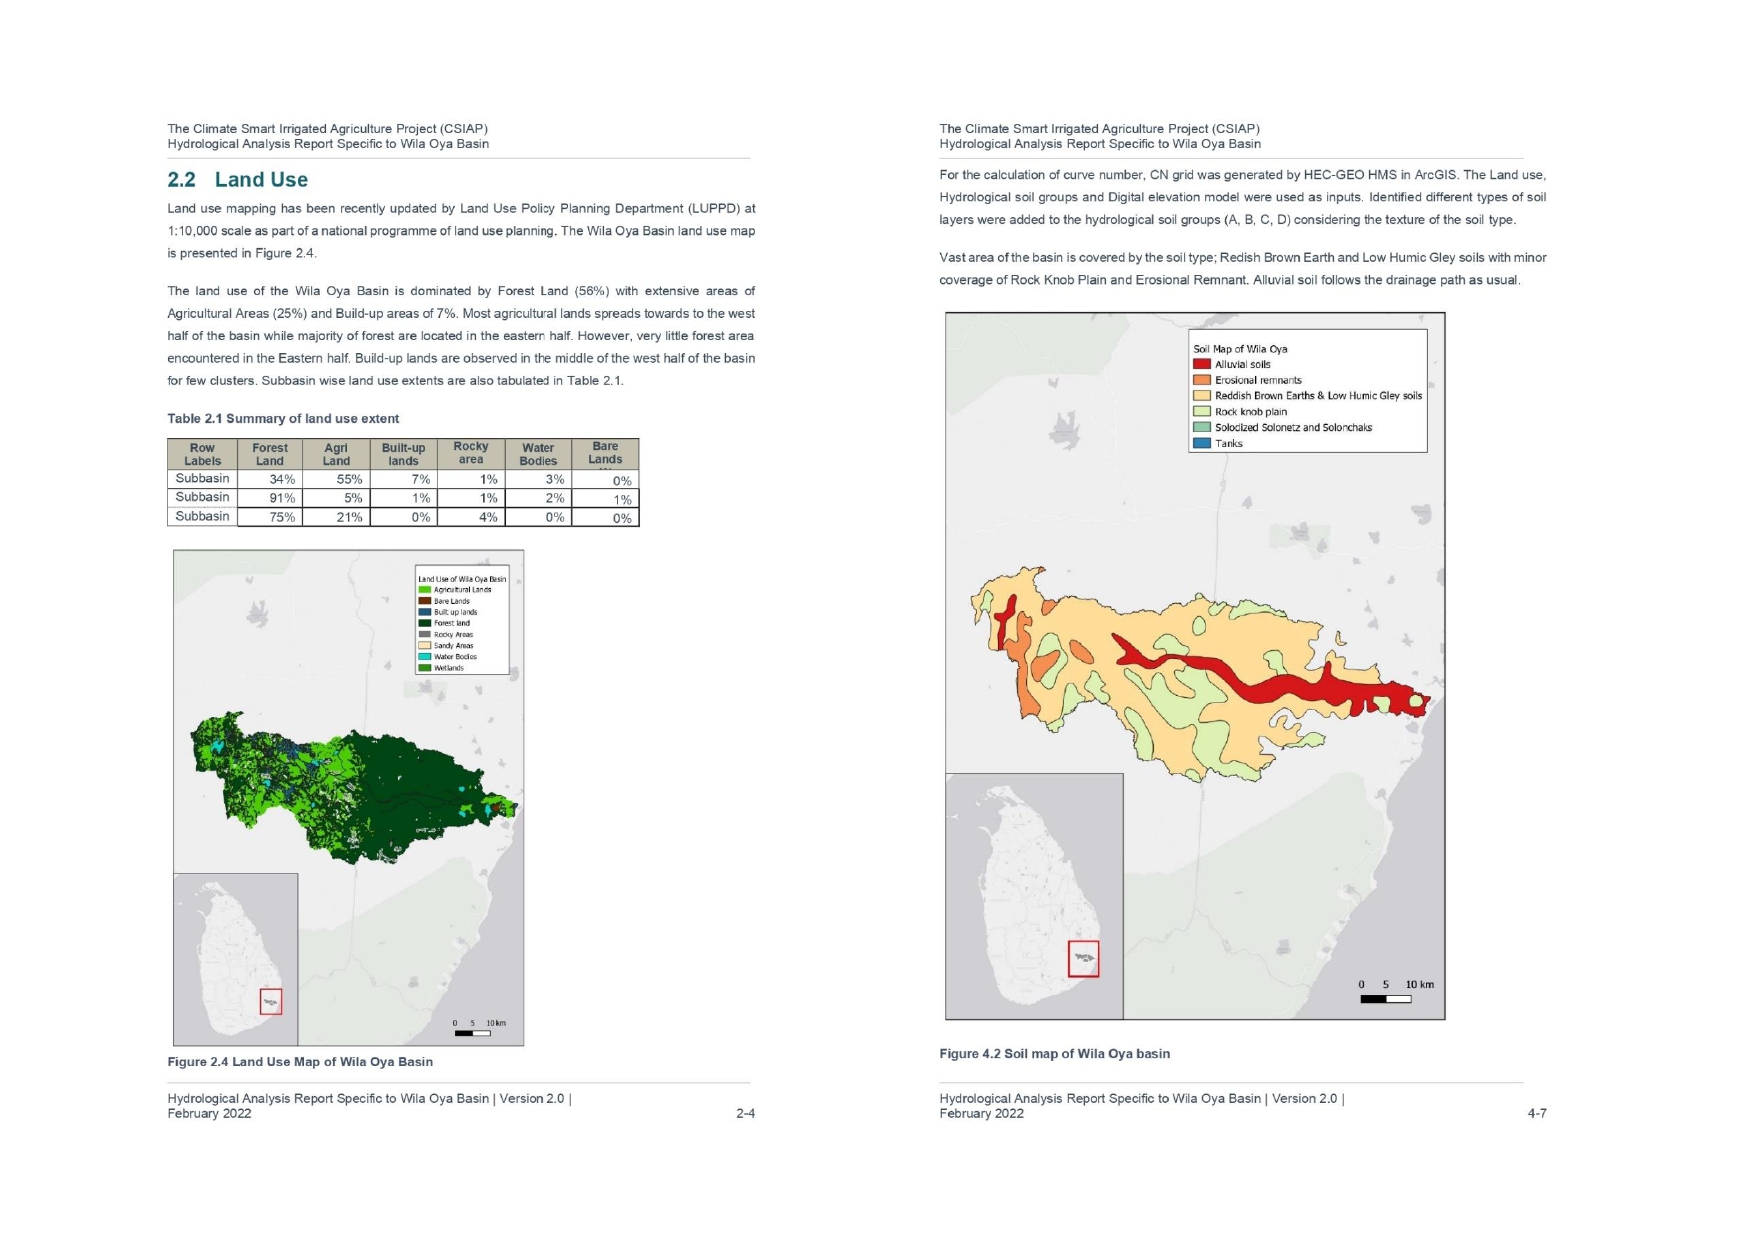 The Climate Smart Irrigated Agriculture Project (CSIAP)
Hydrological Analysis Report Specific to Wila Oya Basin
2.2 Land Use
Land use mapping has been recently updated by Land Use Policy Planning Department (LUPPD) at
1:10,000 scale as part of a national programme of land use planning. The Wila Oya Basin land use map
is presented in Figure 2.4.
The land use of the Wila Oya Basin is dominated by Forest Land (56%) with extensive areas of
Agricultural Areas (25%) and Build-up areas of 7%. Most agricultural lands spreads towards to the west
half of the basin while majority of forest are located in the eastern half. However, very little forest area
encountered in the Eastern half. Build-up lands are observed in the middle of the west half of the basin
for few clusters. Subbasin wise land use extents are also tabulated in Table 2.1.
Table 2.1 Summary of land use extent
Row Labels Forest Land Agri Land Built-up lands Rocky area Water Bodies Bare Lands
Subbasin 34% 55% 7% 1% 3% 0%
Subbasin 91% 5% 1% 1% 2% 1%
Subbasin 75% 21% 0% 4% 0% 0%
Land Use of Wila Oya Basin
Agricultural Lands
Bare Lands
Built up lands
Forest land
Rocky Areas
Sandy Areas
Water Bodies
Wetlands
0 5 10 km
Figure 2.4 Land Use Map of Wila Oya Basin
Hydrological Analysis Report Specific to Wila Oya Basin | Version 2.0 |
February 2022 2-4
The Climate Smart Irrigated Agriculture Project (CSIAP)
Hydrological Analysis Report Specific to Wila Oya Basin
For the calculation of curve number, CN grid was generated by HEC-GEO HMS in ArcGIS. The Land use,
Hydrological soil groups and Digital elevation model were used as inputs. Identified different types of soil
layers were added to the hydrological soil groups (A, B, C, D) considering the texture of the soil type.
Vast area of the basin is covered by the soil type; Redish Brown Earth and Low Humic Gley soils with minor
coverage of Rock Knob Plain and Erosional Remnant. Alluvial soil follows the drainage path as usual.
Soil Map of Wila Oya
Alluvial soils
Erosional remnants
Reddish Brown Earths & Low Humic Gley soils
Rock knob plain
Solodized Solonetz and Solonchaks
Tanks
0 5 10 km
Figure 4.2 Soil map of Wila Oya basin
Hydrological Analysis Report Specific to Wila Oya Basin | Version 2.0 |
February 2022 4-7